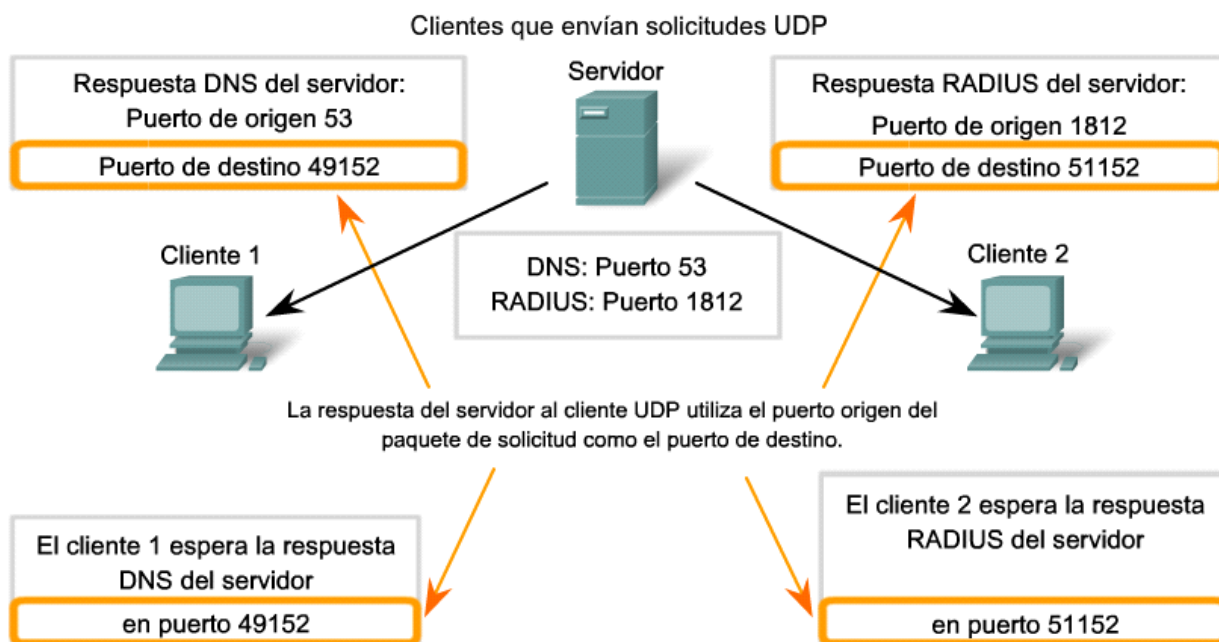 Clientes que envían solicitudes UDP
Respuesta DNS del servidor:
Puerto de origen 53
Puerto de destino 49152
Servidor
Respuesta RADIUS del servidor:
Puerto de origen 1812
Puerto de destino 51152
Cliente 1
DNS: Puerto 53
RADIUS: Puerto 1812
Cliente 2
La respuesta del servidor al cliente UDP utiliza el puerto origen del
paquete de solicitud como el puerto de destino.
El cliente 1 espera la respuesta
DNS del servidor
en puerto 49152
El cliente 2 espera la respuesta
RADIUS del servidor
en puerto 51152